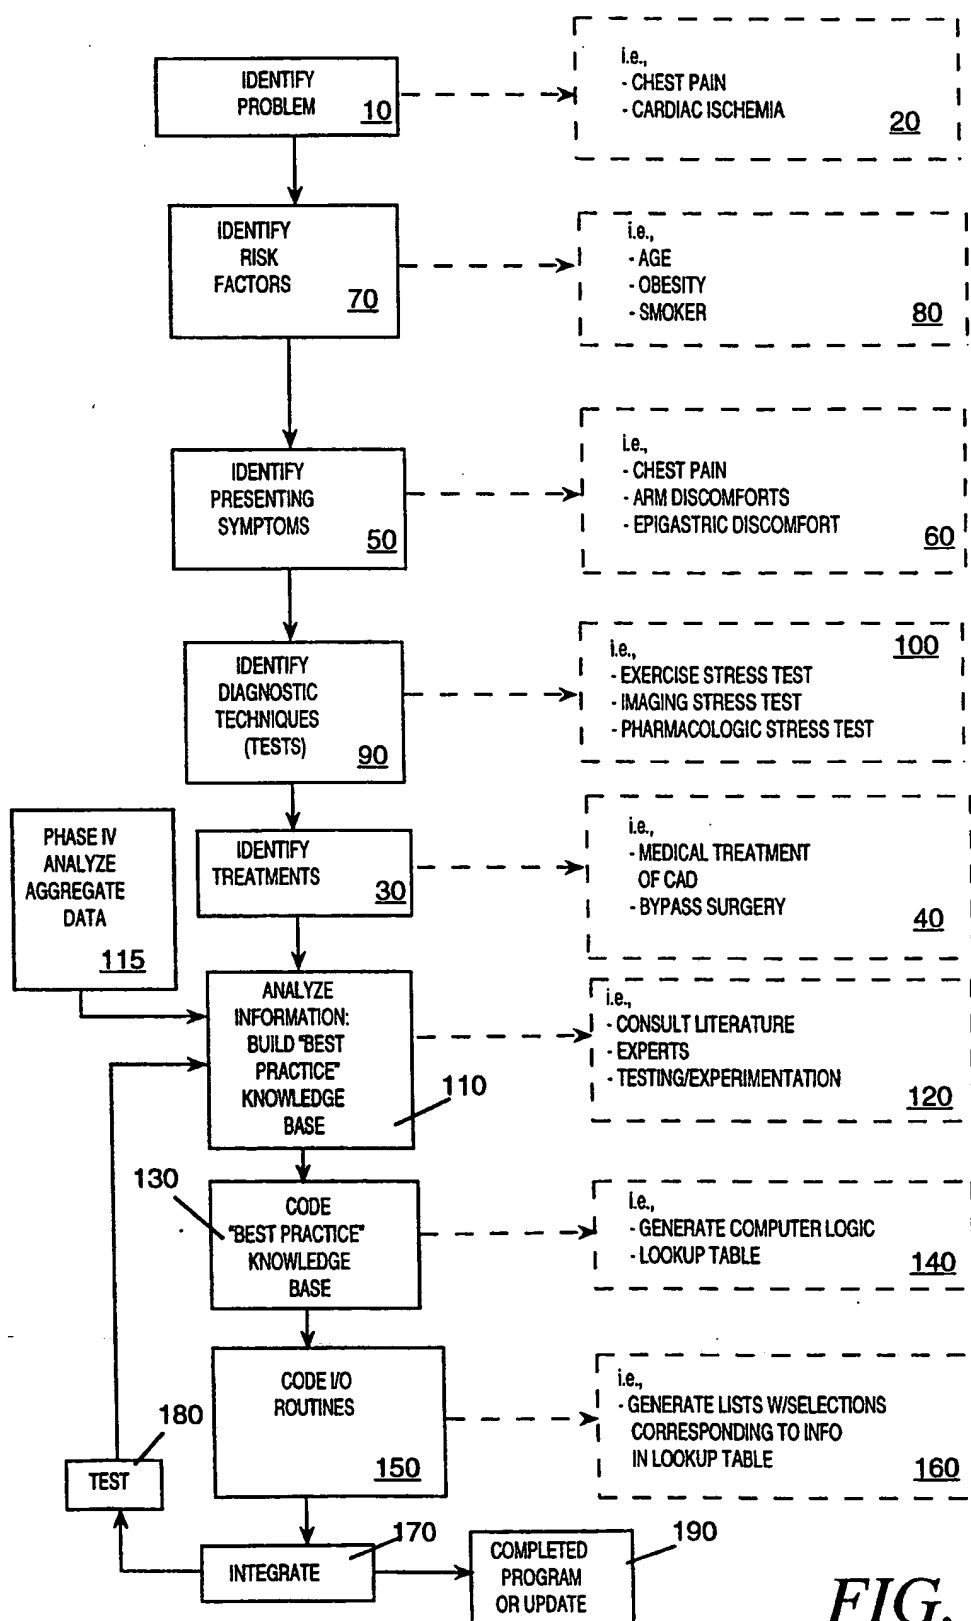 IDENTIFY
PROBLEM
10
i.e.,
- CHEST PAIN
- CARDIAC ISCHEMIA
20
IDENTIFY
RISK
FACTORS
70
i.e.,
- AGE
- OBESITY
- SMOKER
80
IDENTIFY
PRESENTING
SYMPTOMS
50
i.e.,
- CHEST PAIN
- ARM DISCOMFORTS
- EPIGASTRIC DISCOMFORT
60
IDENTIFY
DIAGNOSTIC
TECHNIQUES
(TESTS)
90
100
i.e.,
- EXERCISE STRESS TEST
- IMAGING STRESS TEST
- PHARMACOLOGIC STRESS TEST
PHASE IV
ANALYZE
AGGREGATE
DATA
115
IDENTIFY
TREATMENTS
30
i.e.,
- MEDICAL TREATMENT
OF CAD
- BYPASS SURGERY
40
ANALYZE
INFORMATION:
BUILD "BEST
PRACTICE"
KNOWLEDGE
BASE
110
i.e.,
- CONSULT LITERATURE
- EXPERTS
- TESTING/EXPERIMENTATION
120
130
CODE
"BEST PRACTICE"
KNOWLEDGE
BASE
i.e.,
- GENERATE COMPUTER LOGIC
- LOOKUP TABLE
140
CODE I/O
ROUTINES
150
i.e.,
- GENERATE LISTS W/SELECTIONS
CORRESPONDING TO INFO
IN LOOKUP TABLE
160
180
TEST
170
INTEGRATE
190
COMPLETED
PROGRAM
OR UPDATE
FIG.